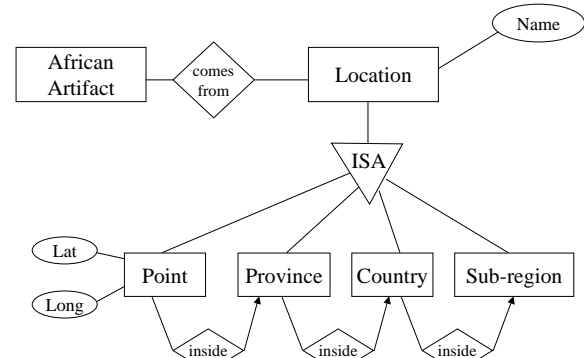 Name
African
Artifact
comes
from
Location
ISA
Lat
Long
Point
Province
Country
Sub-region
inside
inside
inside